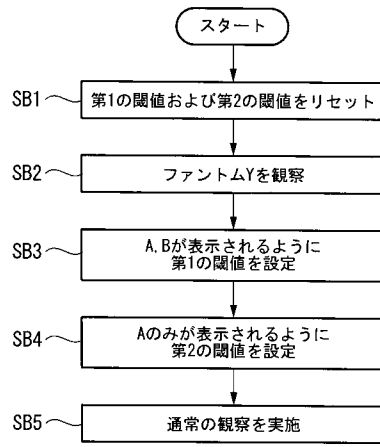 スタート
SB1
第1の閾値および第2の閾値をリセット
SB2
ファントムYを観察
SB3
A,Bが表示されるように
第1の閾値を設定
SB4
Aのみが表示されるように
第2の閾値を設定
SB5
通常の観察を実施